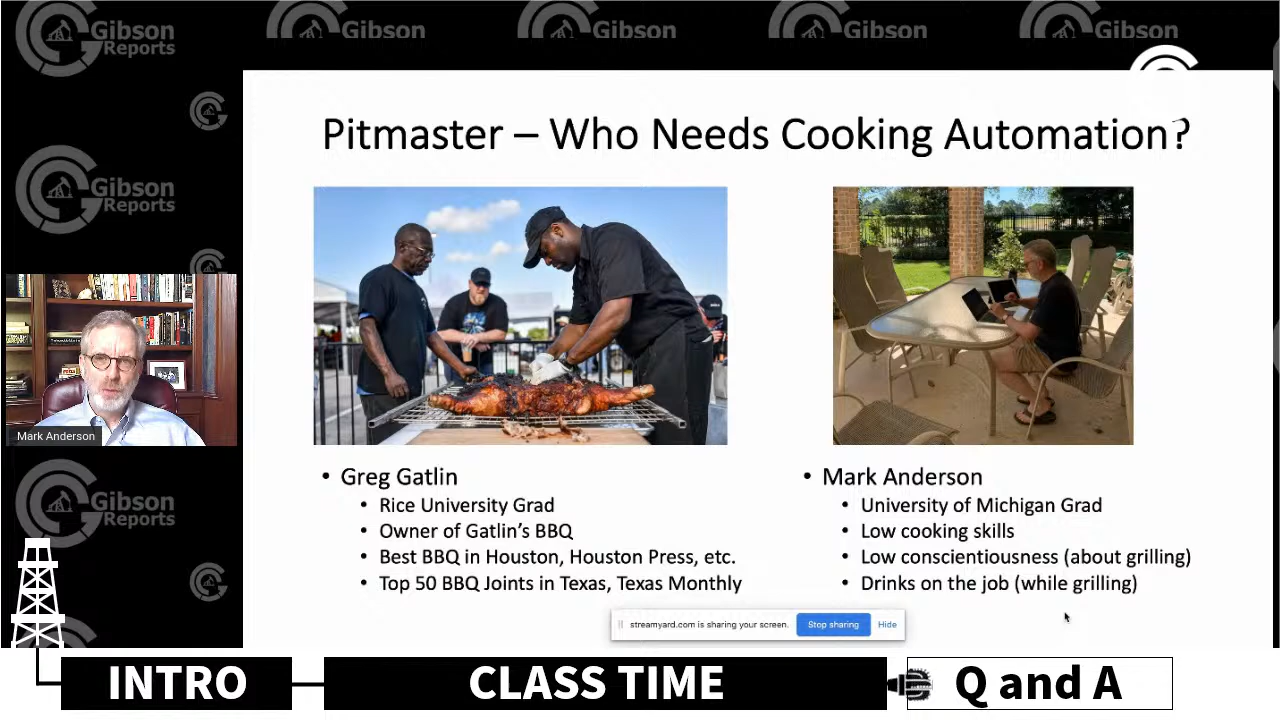 Gibson
Reports
Gibson
Gibson
Gibson
Gibson
Pitmaster – Who Needs Cooking Automation?
Gibson
Reports
Mark Anderson
• Greg Gatlin
• Rice University Grad
• Owner of Gatlin's BBQ
• Best BBQ in Houston, Houston Press, etc.
• Top 50 BBQ Joints in Texas, Texas Monthly
• Mark Anderson
• University of Michigan Grad
• Low cooking skills
• Low conscientiousness (about grilling)
• Drinks on the job (while grilling)
Gibson
Reports
streamyard.com is sharing your screen.
Stop sharing
Hide
INTRO
CLASS TIME
Q and A